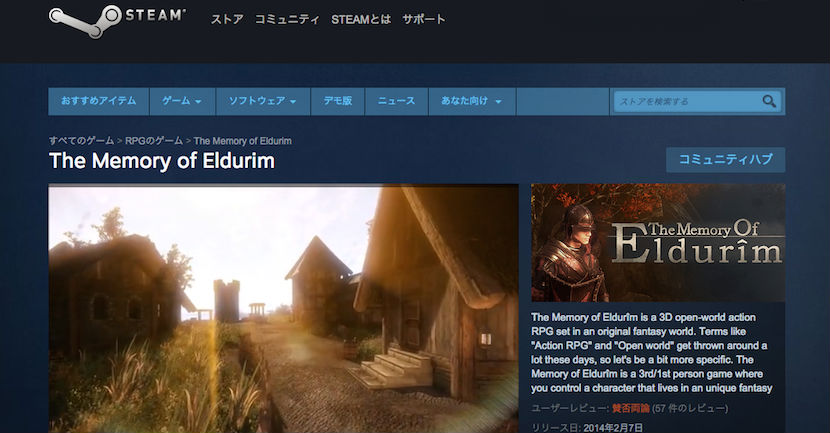 STEAM
ストア コミュニティ STEAMとは サポート
おすすめアイテム ゲーム ソフトウェア デモ版 ニュース あなた向け ストアを検索する
すべてのゲーム > RPGのゲーム > The Memory of Eldurim
The Memory of Eldurim
コミュニティハブ
The Memory Of
Eldurîm
The Memory of Eldurîm is a 3D open-world action
RPG set in an original fantasy world. Terms like
"Action RPG" and "Open world" get thrown around a
lot these days, so let's be a bit more specific. The
Memory of Eldurîm is a 3rd/1st person game where
you control a character that lives in an unique fantasy
ユーザーレビュー: 賛否両論 (57 件のレビュー)
リリース日: 2014年2月7日